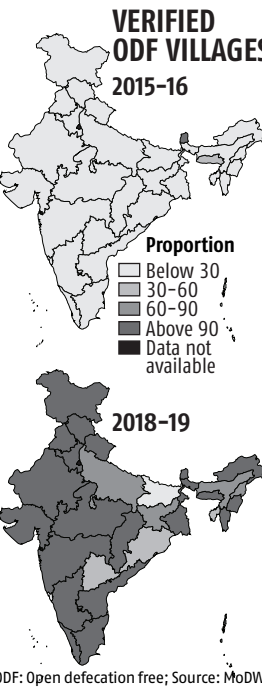 VERIFIED
ODF VILLAGES
2015-16
Proportion
Below 30
30-60
60-90
Above 90
Data not
available
2018-19
ODF: Open defecation free; Source: MoDW